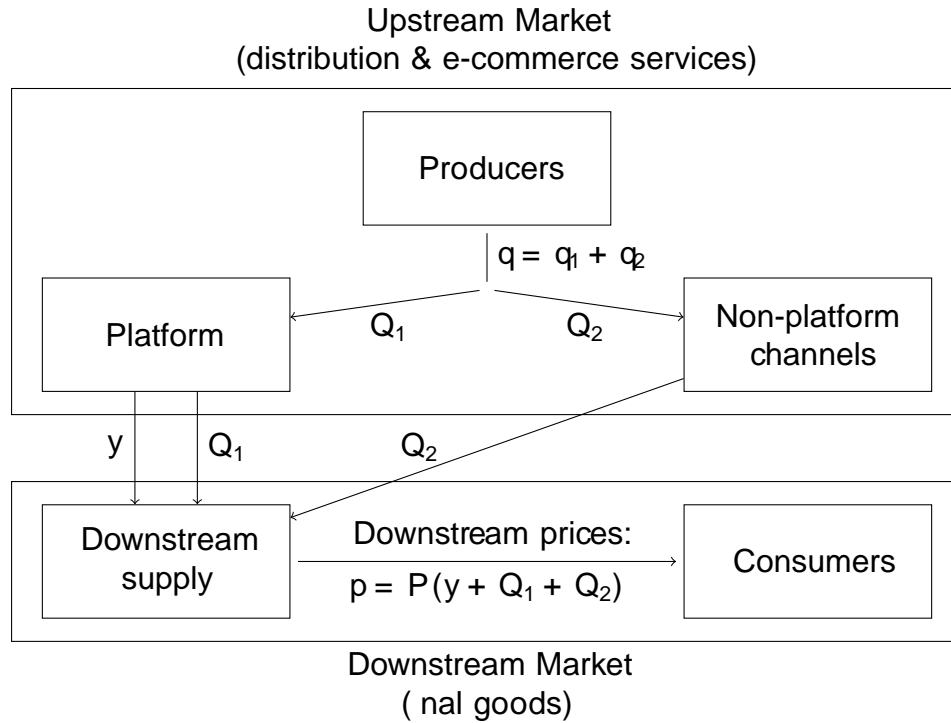 Upstream Market
(distribution & e-commerce services)
Producers
q = q₁ + q₂
Platform
Q₁
Q₂
Non-platform
channels
y
Q₁
Q₂
Downstream
supply
Downstream prices:
p = P(y + Q₁ + Q₂)
Consumers
Downstream Market
( nal goods)